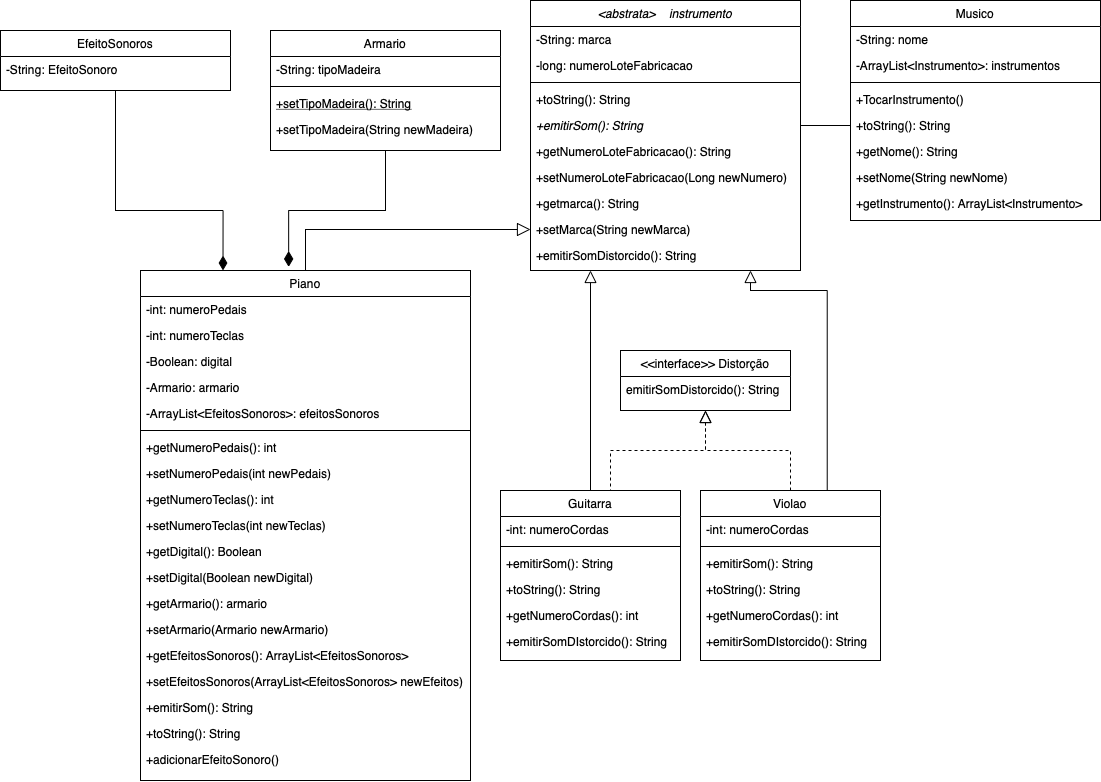 EfeitoSonoros
-String: EfeitoSonoro
Armario
-String: tipoMadeira
+setTipoMadeira(): String
+setTipoMadeira(String newMadeira)
<abstrata> instrumento
-String: marca
-long: numeroLoteFabricacao
+toString(): String
+emitirSom(): String
+getNumeroLoteFabricacao(): String
+setNumeroLoteFabricacao(Long newNumero)
+getmarca(): String
+setMarca(String newMarca)
+emitirSomDistorcido(): String
Musico
-String: nome
-ArrayList<Instrumento>: instrumentos
+TocarInstrumento()
+toString(): String
+getNome(): String
+setNome(String newNome)
+getInstrumento(): ArrayList<Instrumento>
Piano
-int: numeroPedais
-int: numeroTeclas
-Boolean: digital
-Armario: armario
-ArrayList<EfeitosSonoros>: efeitosSonoros
+getNumeroPedais(): int
+setNumeroPedais(int newPedais)
+getNumeroTeclas(): int
+setNumeroTeclas(int newTeclas)
+getDigital(): Boolean
+setDigital(Boolean newDigital)
+getArmario(): armario
+setArmario(Armario newArmario)
+getEfeitosSonoros(): ArrayList<EfeitosSonoros>
+setEfeitosSonoros(ArrayList<EfeitosSonoros> newEfeitos)
+emitirSom(): String
+toString(): String
+adicionarEfeitoSonoro()
<<interface>> Distorção
emitirSomDistorcido(): String
Guitarra
-int: numeroCordas
+emitirSom(): String
+toString(): String
+getNumeroCordas(): int
+emitirSomDIstorcido(): String
Violao
-int: numeroCordas
+emitirSom(): String
+toString(): String
+getNumeroCordas(): int
+emitirSomDIstorcido(): String